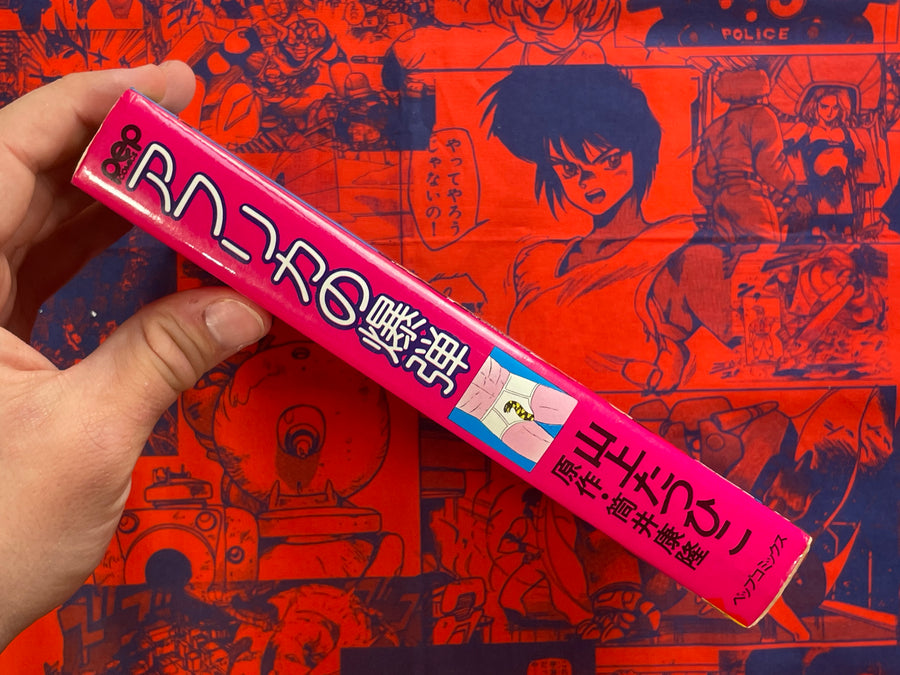 pep
アフリカの爆弾
山上たつひこ
原作・筒井康隆
ペップコミックス
やってやろう
じゃないの!
POLICE